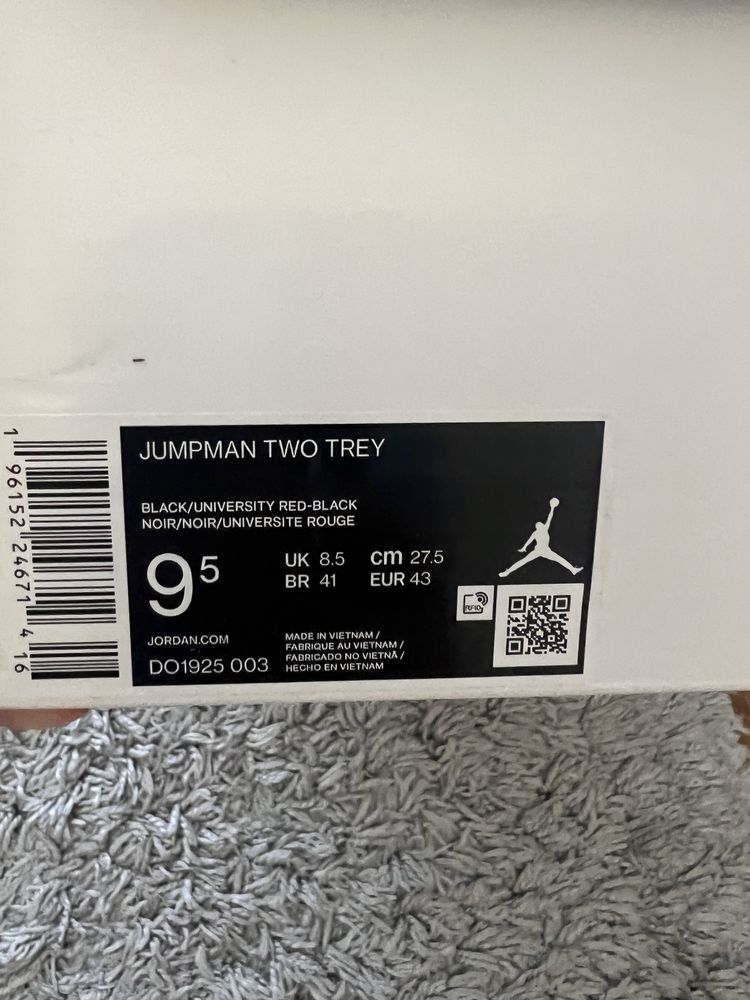 JUMPMAN TWO TREY
BLACK/UNIVERSITY RED-BLACK
NOIR/NOIR/UNIVERSITE ROUGE
9 5
UK 8.5 cm 27.5
BR 41 EUR 43
RFID
JORDAN.COM
DO1925 003
MADE IN VIETNAM /
FABRIQUE AU VIETNAM /
FABRICADO NO VIETNÃ /
HECHO EN VIETNAM
1 96152 24671 4 16